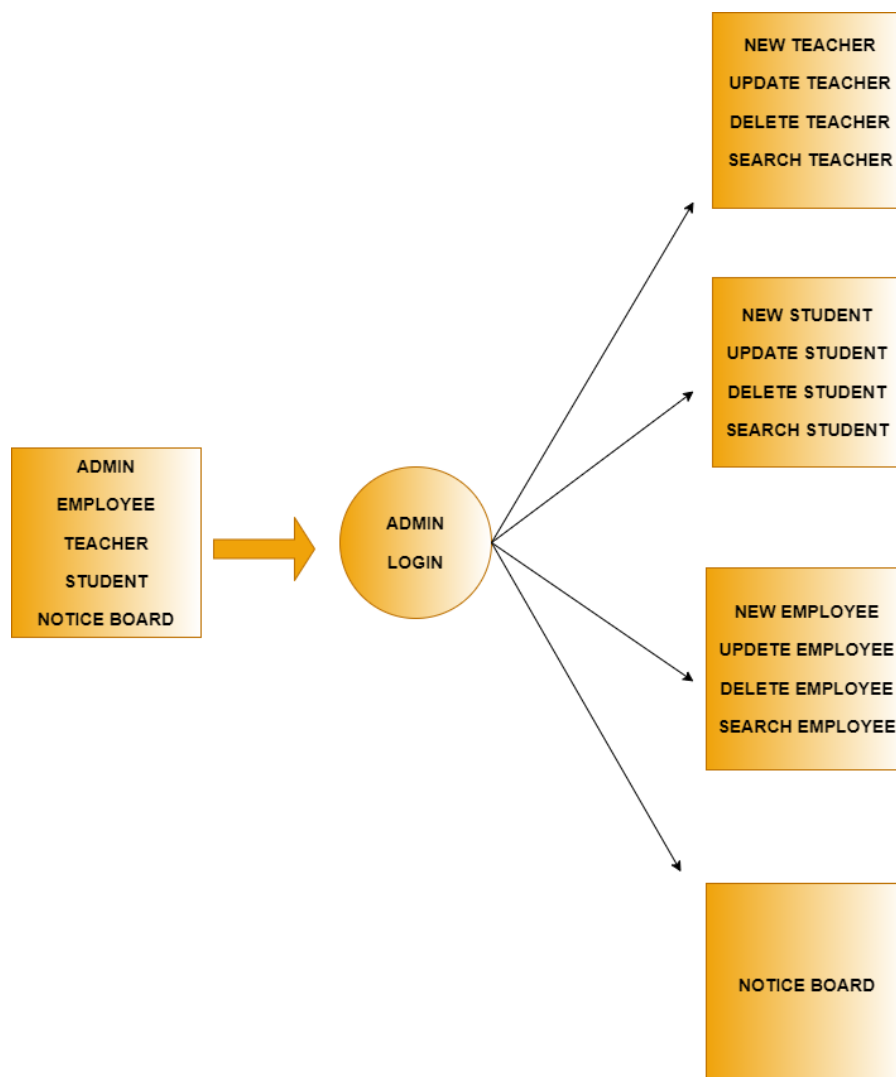 ADMIN
EMPLOYEE
TEACHER
STUDENT
NOTICE BOARD
ADMIN
LOGIN
NEW TEACHER
UPDATE TEACHER
DELETE TEACHER
SEARCH TEACHER
NEW STUDENT
UPDATE STUDENT
DELETE STUDENT
SEARCH STUDENT
NEW EMPLOYEE
UPDETE EMPLOYEE
DELETE EMPLOYEE
SEARCH EMPLOYEE
NOTICE BOARD